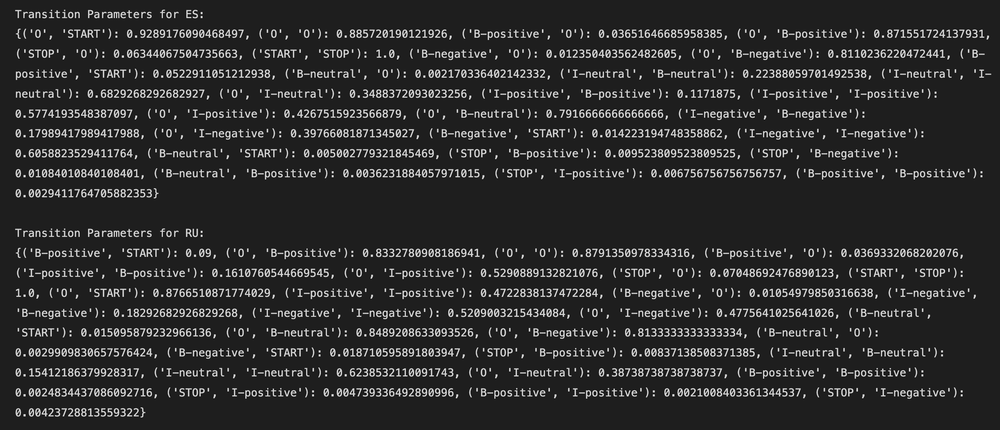 Transition Parameters for ES:
{('O', 'START'): 0.9289176090468497, ('O', 'O'): 0.885720190121926, ('B-positive', 'O'): 0.03651646685958385, ('O', 'B-positive'): 0.871551724137931,
('STOP', 'O'): 0.06344067504735663, ('START', 'STOP'): 1.0, ('B-negative', 'O'): 0.012350403562482605, ('O', 'B-negative'): 0.8110236220472441, ('B-
positive', 'START'): 0.0522911051212938, ('B-neutral', 'O'): 0.002170336402142332, ('I-neutral', 'B-neutral'): 0.22388059701492538, ('I-neutral', 'I-
neutral'): 0.6829268292682927, ('O', 'I-neutral'): 0.3488372093023256, ('I-positive', 'B-positive'): 0.1171875, ('I-positive', 'I-positive'):
0.5774193548387097, ('O', 'I-positive'): 0.4267515923566879, ('O', 'B-neutral'): 0.7916666666666666, ('I-negative', 'B-negative'):
0.17989417989417988, ('O', 'I-negative'): 0.39766081871345027, ('B-negative', 'START'): 0.014223194748358862, ('I-negative', 'I-negative'):
0.6058823529411764, ('B-neutral', 'START'): 0.005002779321845469, ('STOP', 'B-positive'): 0.009523809523809525, ('STOP', 'B-negative'):
0.01084010840108401, ('B-neutral', 'B-positive'): 0.0036231884057971015, ('STOP', 'I-positive'): 0.006756756756756757, ('B-positive', 'B-positive'):
0.0029411764705882353}
Transition Parameters for RU:
{('B-positive', 'START'): 0.09, ('O', 'B-positive'): 0.8332780908186941, ('O', 'O'): 0.8791350978334316, ('B-positive', 'O'): 0.0369332068202076,
('I-positive', 'B-positive'): 0.1610760544669545, ('O', 'I-positive'): 0.5290889132821076, ('STOP', 'O'): 0.07048692476890123, ('START', 'STOP'):
1.0, ('O', 'START'): 0.8766510871774029, ('I-positive', 'I-positive'): 0.4722838137472284, ('B-negative', 'O'): 0.01054979850316638, ('I-negative',
'B-negative'): 0.18292682926829268, ('I-negative', 'I-negative'): 0.5209003215434084, ('O', 'I-negative'): 0.4775641025641026, ('B-neutral',
'START'): 0.015095879232966136, ('O', 'B-neutral'): 0.8489208633093526, ('O', 'B-negative'): 0.8133333333333334, ('B-neutral', 'O'):
0.0029909830657576424, ('B-negative', 'START'): 0.018710595891803947, ('STOP', 'B-positive'): 0.00837138508371385, ('I-neutral', 'B-neutral'):
0.15412186379928317, ('I-neutral', 'I-neutral'): 0.6238532110091743, ('O', 'I-neutral'): 0.38738738738738737, ('B-positive', 'B-positive'):
0.0024834437086092716, ('STOP', 'I-positive'): 0.004739336492890996, ('B-positive', 'I-positive'): 0.0021008403361344537, ('STOP', 'I-negative'):
0.00423728813559322}